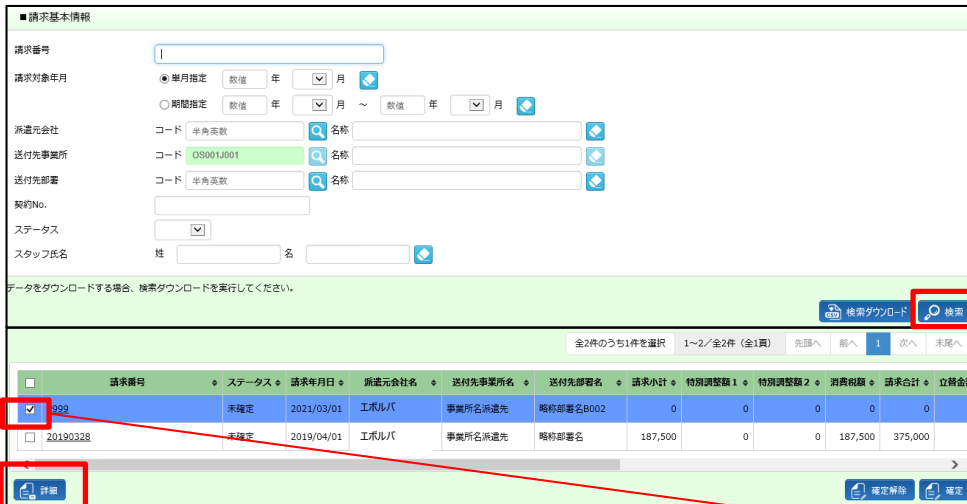 ■請求基本情報
請求番号
請求対象年月 単月指定 数値 年 月
期間指定 数値 年 月 ～ 数値 年 月
派遣元会社 コード 半角英数 名称
送付先事業所 コード OS001J001 名称
送付先部署 コード 半角英数 名称
契約No.
ステータス
スタッフ氏名 姓 名
データをダウンロードする場合、検索ダウンロードを実行してください。
CSV 検索ダウンロード 検索
全2件のうち1件を選択 1～2／全2件（全1頁） 先頭へ 前へ 1 次へ 末尾へ
請求番号 ステータス 請求年月日 派遣元会社名 送付先事業所名 送付先部署名 請求小計 特別調整額１ 特別調整額２ 消費税額 請求合計 立替金
9999 未確定 2021/03/01 エボルバ 事業所名派遣先 略称部署名B002 0 0 0 0 0
20190328 未確定 2019/04/01 エボルバ 事業所名派遣先 略称部署名 187,500 0 0 187,500 375,000
詳細 確定解除 確定